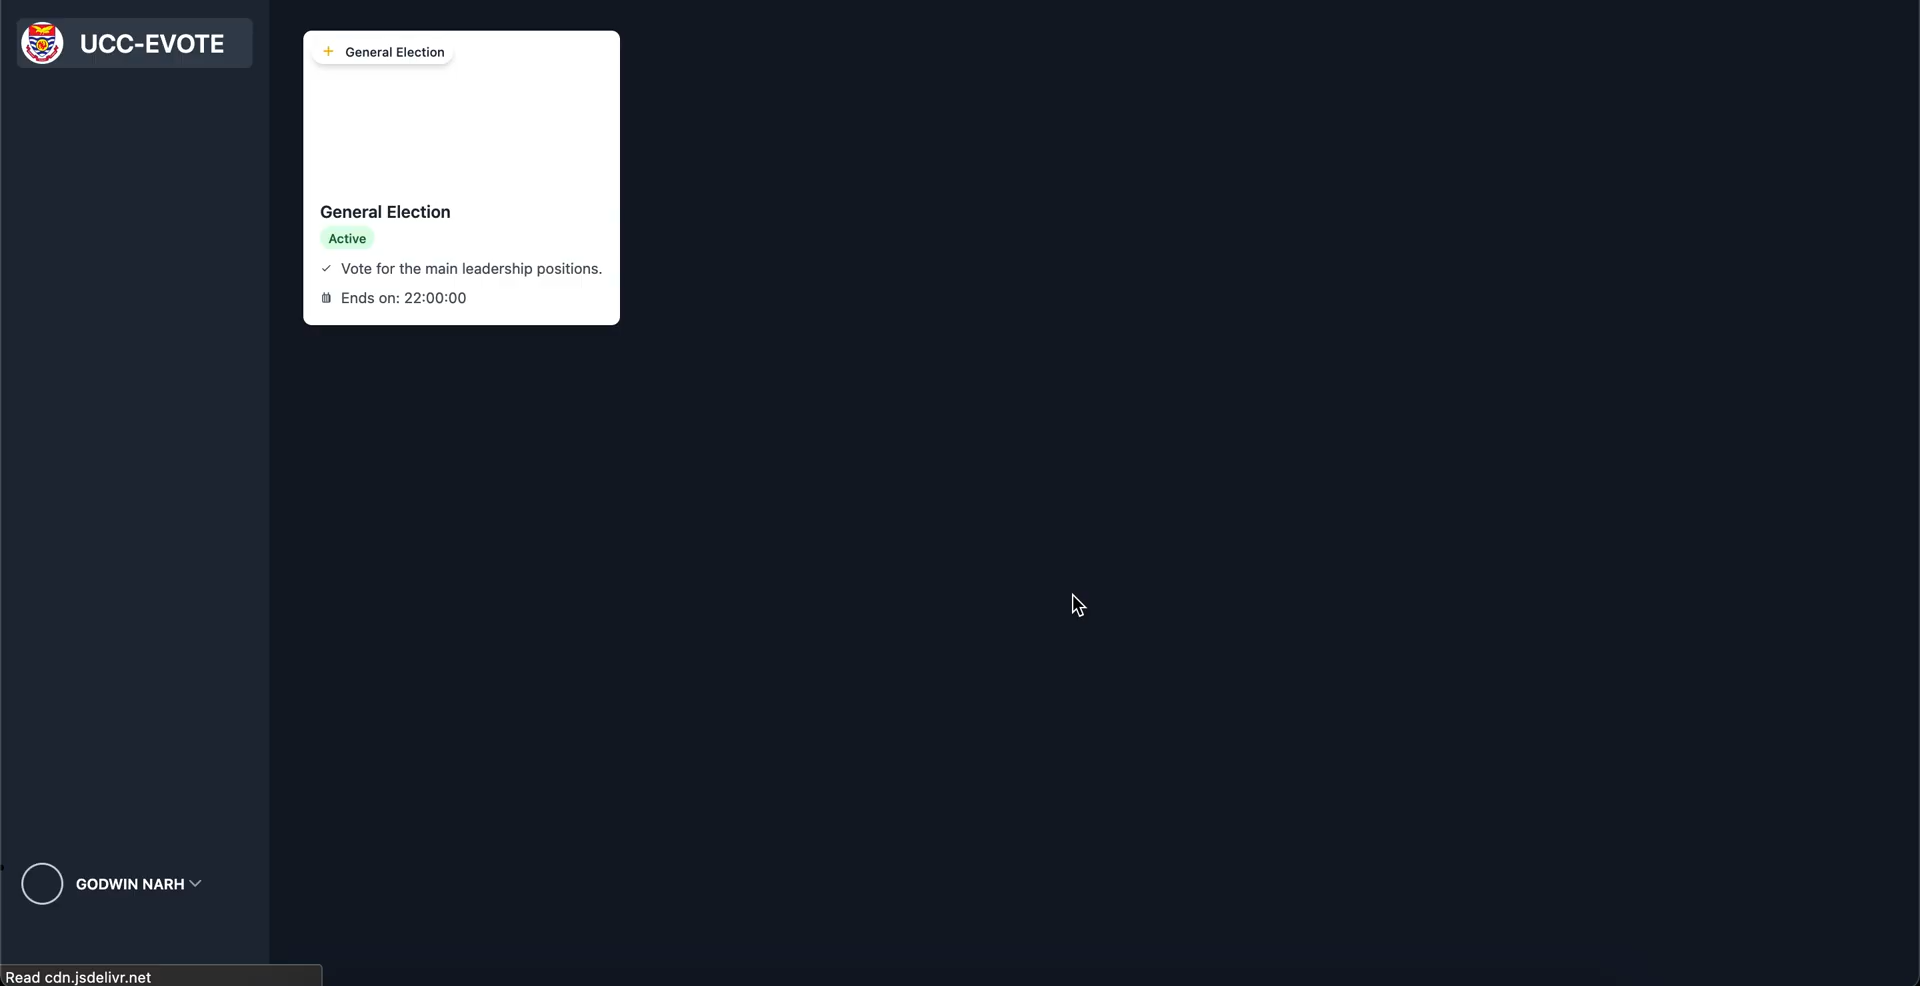 UCC-EVOTE
General Election
General Election
Active
Vote for the main leadership positions.
Ends on: 22:00:00
GODWIN NARH
Read cdn.jsdelivr.net